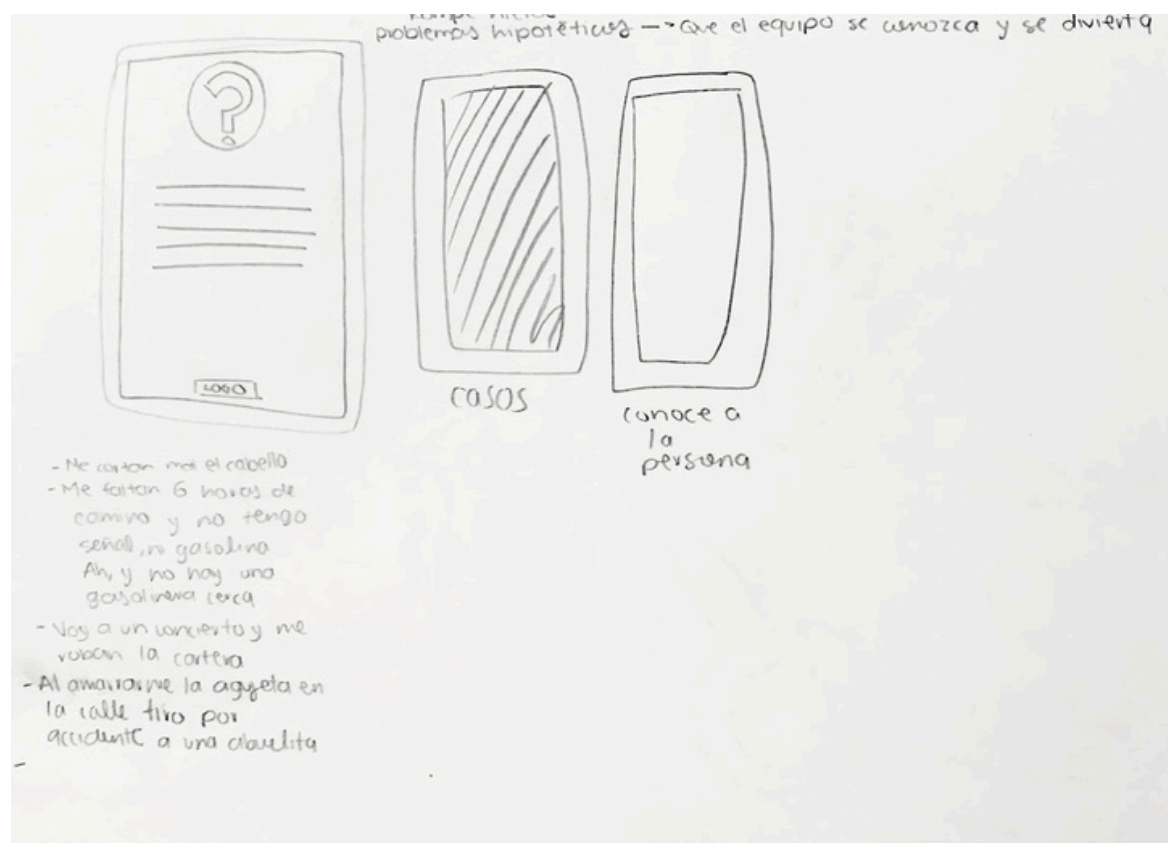 problemas hipotéticos —> Que el equipo se conozca y se divierta
?
LOGO
casos
conoce a
la
persona
- Me cortan mal el cabello
- Me faltan 6 horas de
camino y no tengo
señal, ni gasolina
Ah, y no hay una
gasolinera cerca
- Voy a un concierto y me
roban la cartera
- Al amarrarme la agujeta en
la calle tiro por
accidente a una abuelita
-